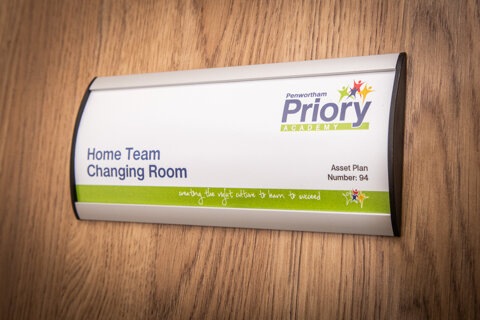 Penwortham
Priory
ACADEMY
Home Team
Changing Room
Asset Plan
Number: 94
creating the right culture to learn to succeed